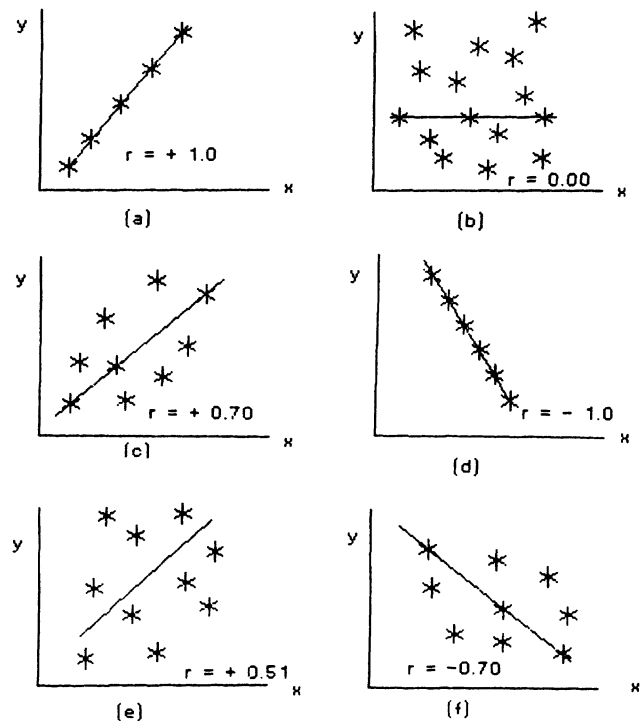 y
r = + 1.0
x
(a)
y
r = 0.00
x
(b)
y
r = + 0.70
x
(c)
y
r = - 1.0
x
(d)
y
r = + 0.51
x
(e)
y
r = -0.70
x
(f)